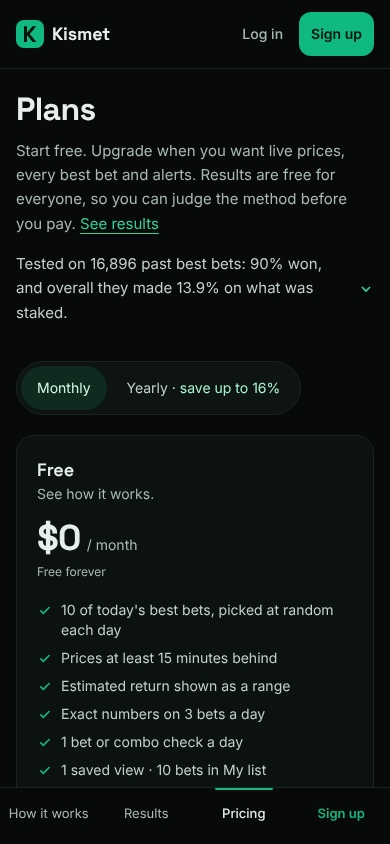 K Kismet
Log in
Sign up
Plans
Start free. Upgrade when you want live prices,
every best bet and alerts. Results are free for
everyone, so you can judge the method before
you pay. See results
Tested on 16,896 past best bets: 90% won,
and overall they made 13.9% on what was
staked.
Monthly
Yearly · save up to 16%
Free
See how it works.
$0 / month
Free forever
10 of today's best bets, picked at random
each day
Prices at least 15 minutes behind
Estimated return shown as a range
Exact numbers on 3 bets a day
1 bet or combo check a day
1 saved view · 10 bets in My list
How it works
Results
Pricing
Sign up